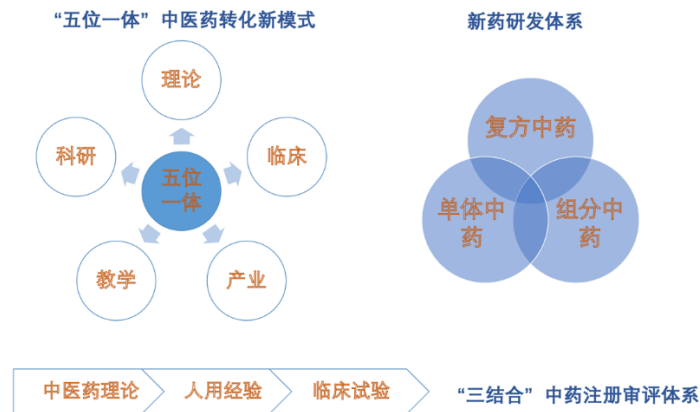 “五位一体”中医药转化新模式
新药研发体系
理论
科研
临床
五位
一体
教学
产业
复方中药
单体中
药
组分中
药
中医药理论
人用经验
临床试验
“三结合”中药注册审评体系